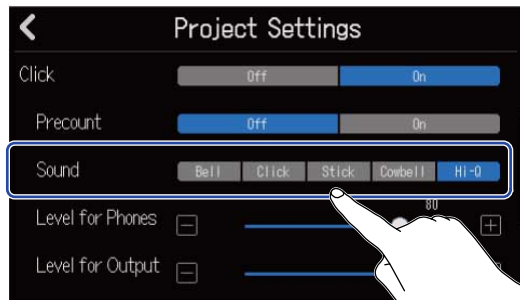 Project Settings
Click Off On
Precount Off On
Sound Bell Click Stick Cowbell Hi-Q
80
Level for Phones
Level for Output